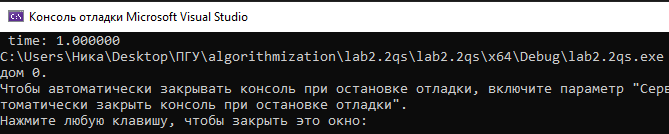 Консоль отладки Microsoft Visual Studio
time: 1.000000
C:\Users\Ника\Desktop\ПГУ\algorithmization\lab2.2qs\lab2.2qs\x64\Debug\lab2.2qs.exe
дом 0.
Чтобы автоматически закрывать консоль при остановке отладки, включите параметр "Серв
томатически закрыть консоль при остановке отладки".
Нажмите любую клавишу, чтобы закрыть это окно: